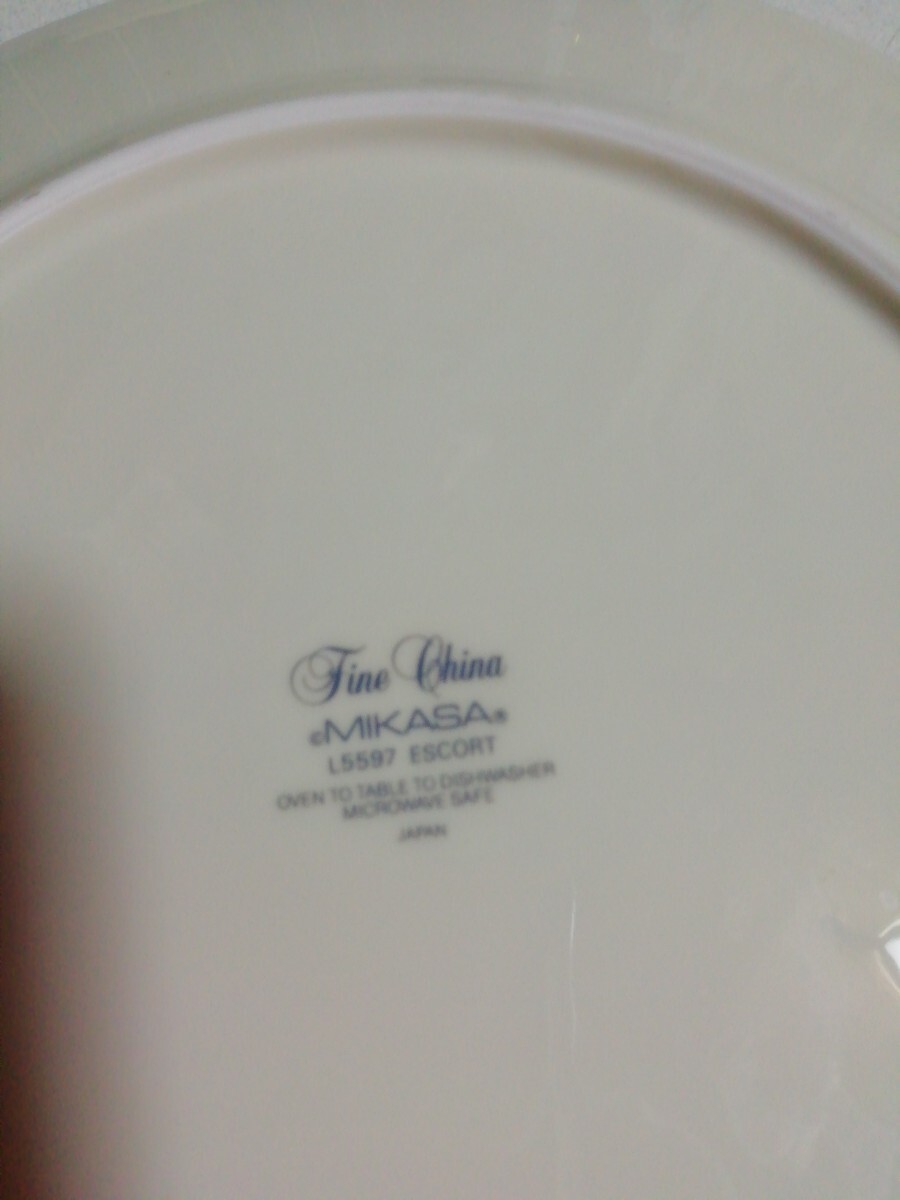 Fine China
©MIKASA®
L5597 ESCORT
OVEN TO TABLE TO DISHWASHER
MICROWAVE SAFE
JAPAN